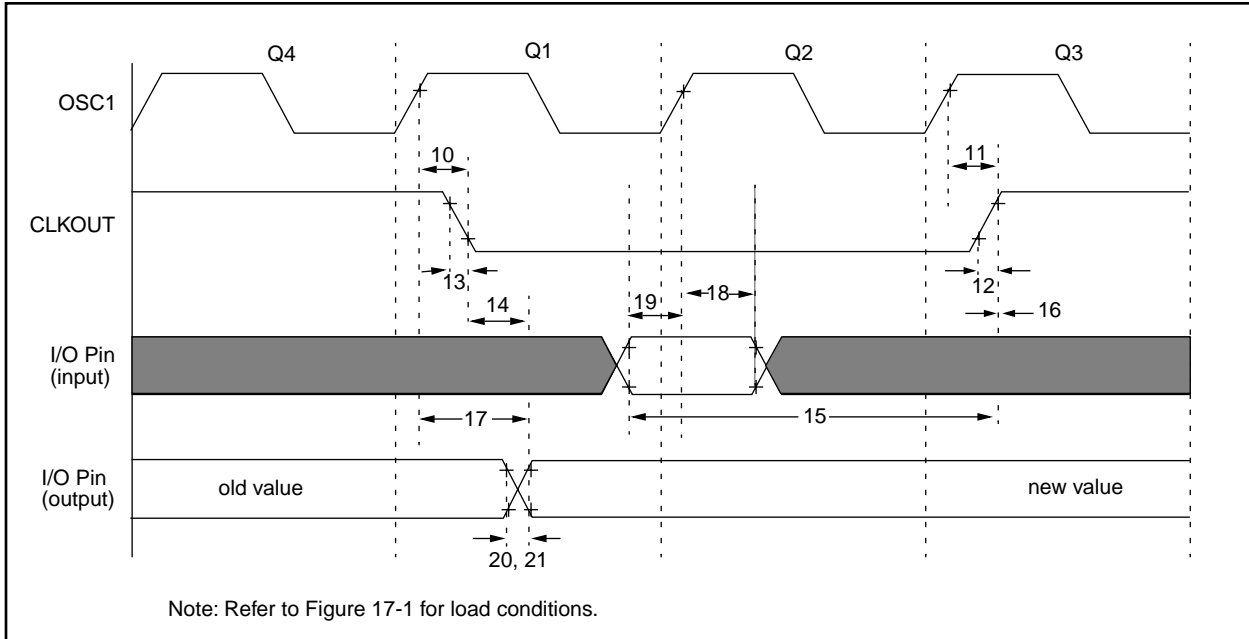 Q4 Q1 Q2 Q3
OSC1
10 11
CLKOUT
13 12
14 19 18 16
I/O Pin
(input)
17 15
I/O Pin
(output)
old value new value
20, 21
Note: Refer to Figure 17-1 for load conditions.